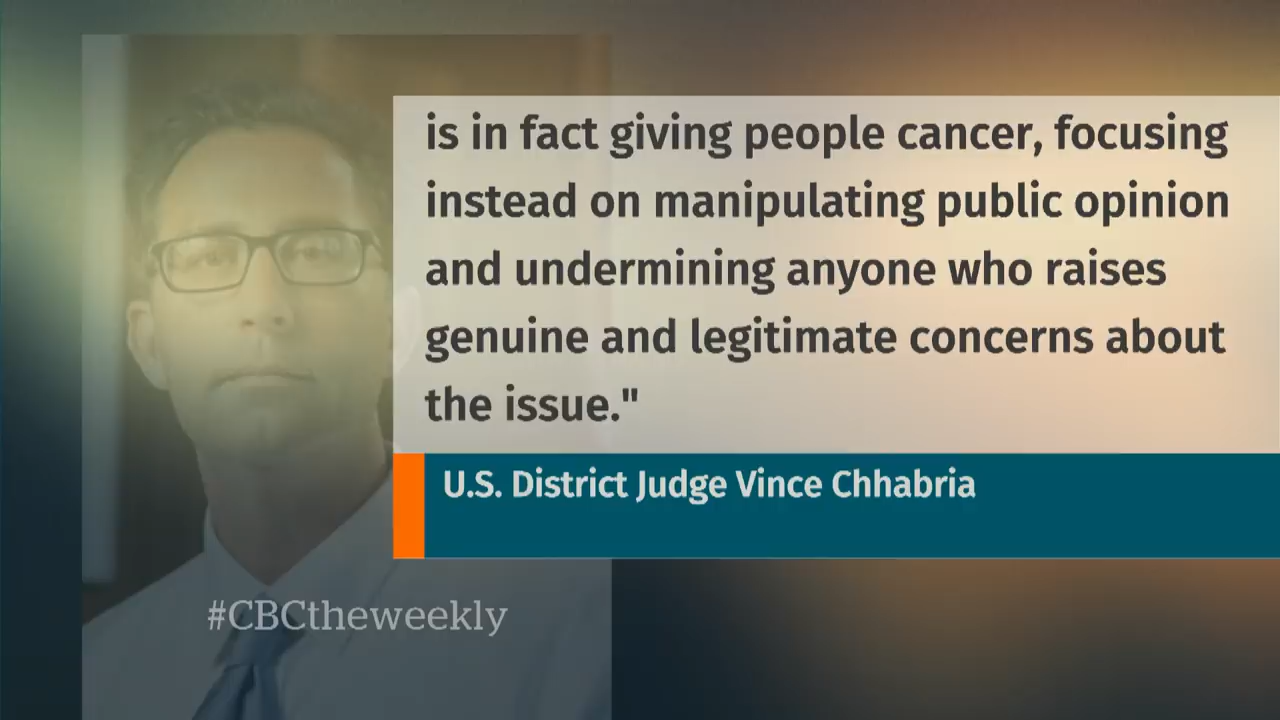 is in fact giving people cancer, focusing
instead on manipulating public opinion
and undermining anyone who raises
genuine and legitimate concerns about
the issue."
U.S. District Judge Vince Chhabria
#CBCtheweekly